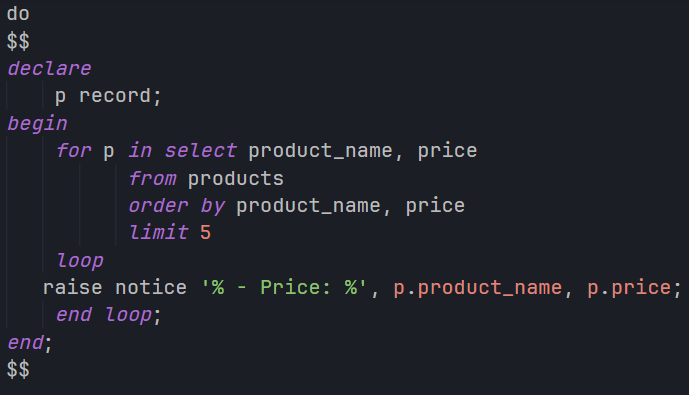 do
$$
declare
    p record;
begin
    for p in select product_name, price
          from products
          order by product_name, price
          limit 5
    loop
   raise notice '% - Price: %', p.product_name, p.price;
    end loop;
end;
$$